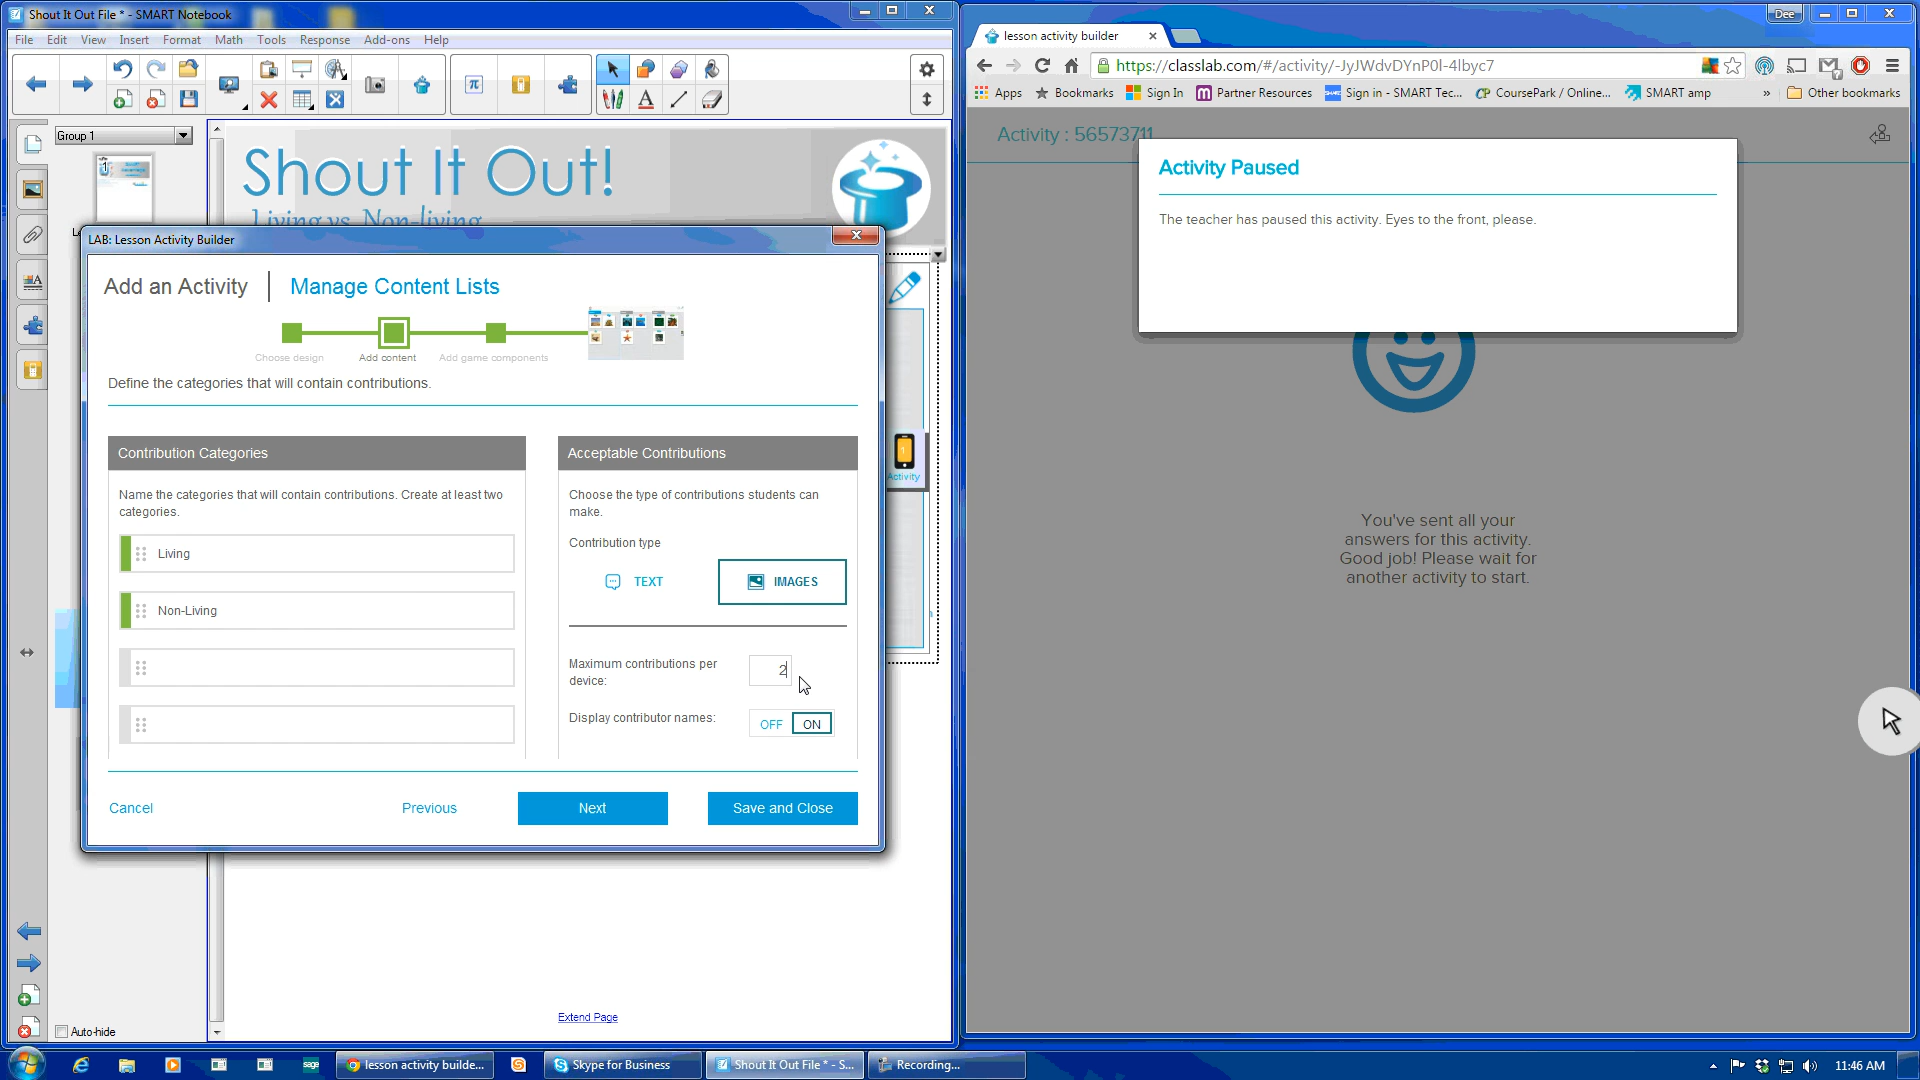 Shout It Out File * - SMART Notebook
File Edit View Insert Format Math Tools Response Add-ons Help
Group 1
1
Shout It Out!
Living vs. Non-living
LAB: Lesson Activity Builder
Add an Activity
Manage Content Lists
Choose design
Add content
Add game components
Define the categories that will contain contributions.
Contribution Categories
Name the categories that will contain contributions. Create at least two
categories.
Living
Non-Living
Acceptable Contributions
Choose the type of contributions students can
make.
Contribution type
TEXT
IMAGES
Maximum contributions per
device:
2
Display contributor names:
OFF
ON
Cancel
Previous
Next
Save and Close
1
Activity
Extend Page
Auto-hide
Dee
lesson activity builder
https://classlab.com/#/activity/-JyJWdvDYnP0l-4lbyc7
Apps
Bookmarks
Sign In
Partner Resources
Sign in - SMART Tec...
CoursePark / Online...
SMART amp
»
Other bookmarks
Activity : 56573711
Activity Paused
The teacher has paused this activity. Eyes to the front, please.
You've sent all your
answers for this activity.
Good job! Please wait for
another activity to start.
sage
lesson activity builde...
Skype for Business
Shout It Out File * - S...
Recording...
11:46 AM